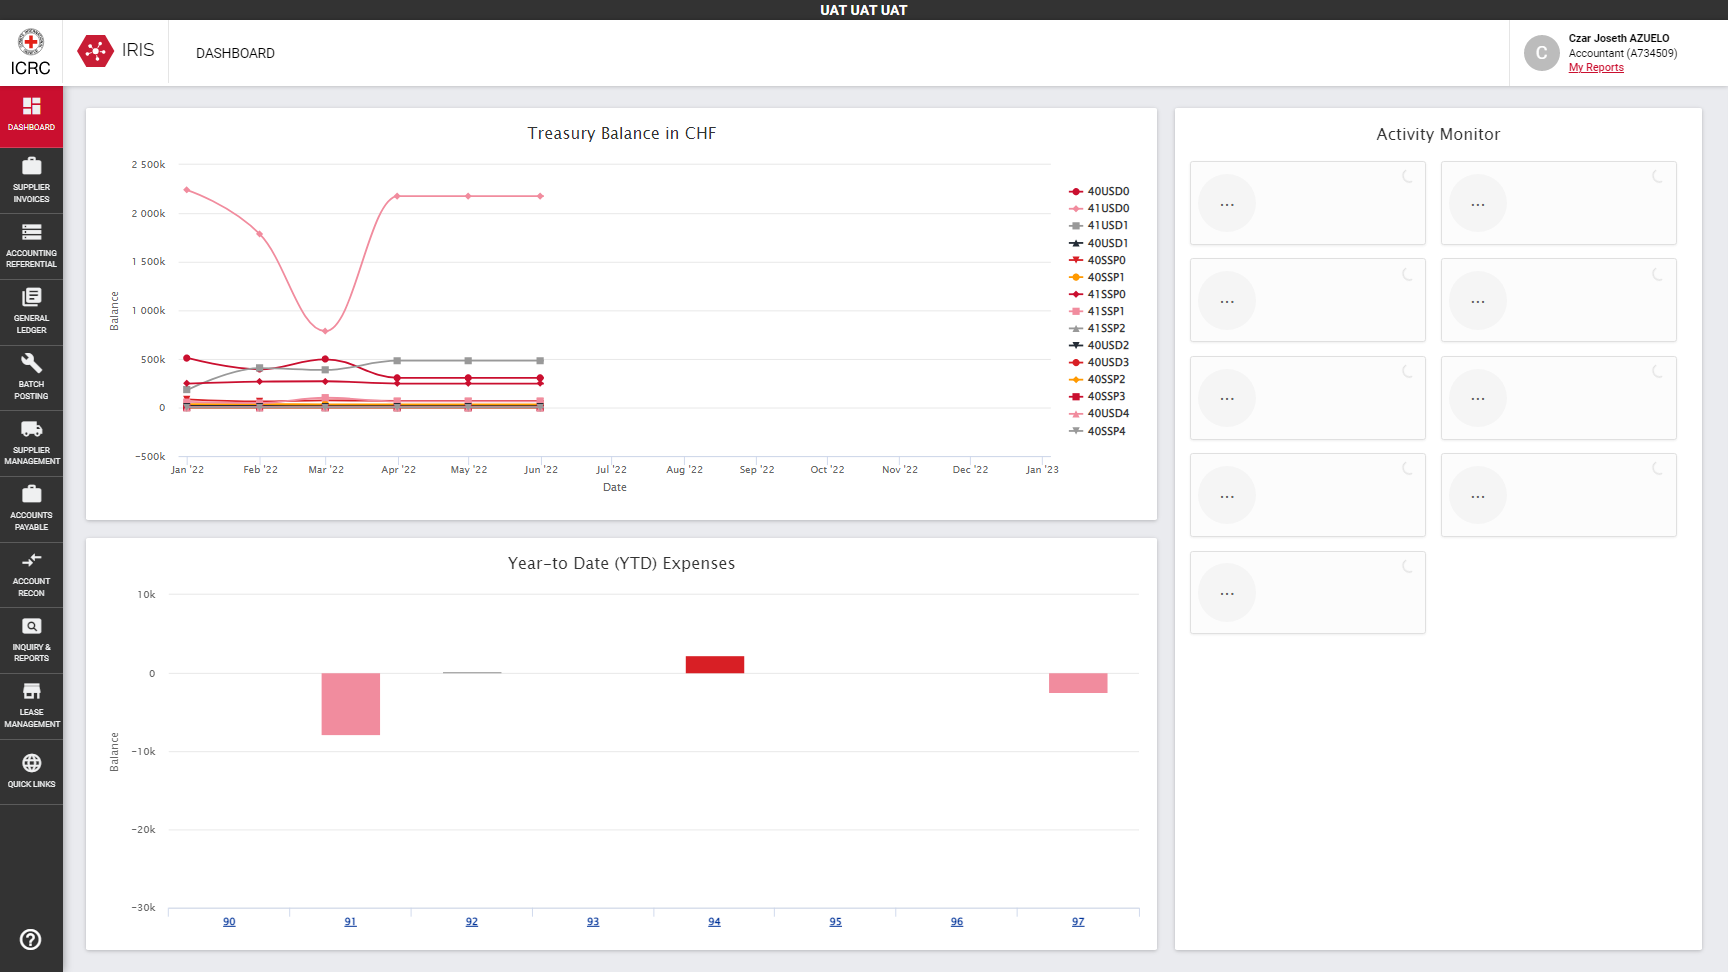 UAT UAT UAT
ICRC
IRIS
DASHBOARD
Czar Joseth AZUELO
Accountant (A734509)
My Reports
C
DASHBOARD
SUPPLIER
INVOICES
ACCOUNTING
REFERENTIAL
GENERAL
LEDGER
BATCH
POSTING
SUPPLIER
MANAGEMENT
ACCOUNTS
PAYABLE
ACCOUNT
RECON
INQUIRY &
REPORTS
LEASE
MANAGEMENT
QUICK LINKS
Treasury Balance in CHF
2 500k
2 000k
1 500k
1 000k
500k
0
−500k
Balance
Jan '22
Feb '22
Mar '22
Apr '22
May '22
Jun '22
Jul '22
Aug '22
Sep '22
Oct '22
Nov '22
Dec '22
Jan '23
Date
40USD0
41USD0
41USD1
40USD1
40SSP0
40SSP1
41SSP0
41SSP1
41SSP2
40USD2
40USD3
40SSP2
40SSP3
40USD4
40SSP4
Year-to Date (YTD) Expenses
10k
0
−10k
−20k
−30k
Balance
90
91
92
93
94
95
96
97
Activity Monitor
...
...
...
...
...
...
...
...
...